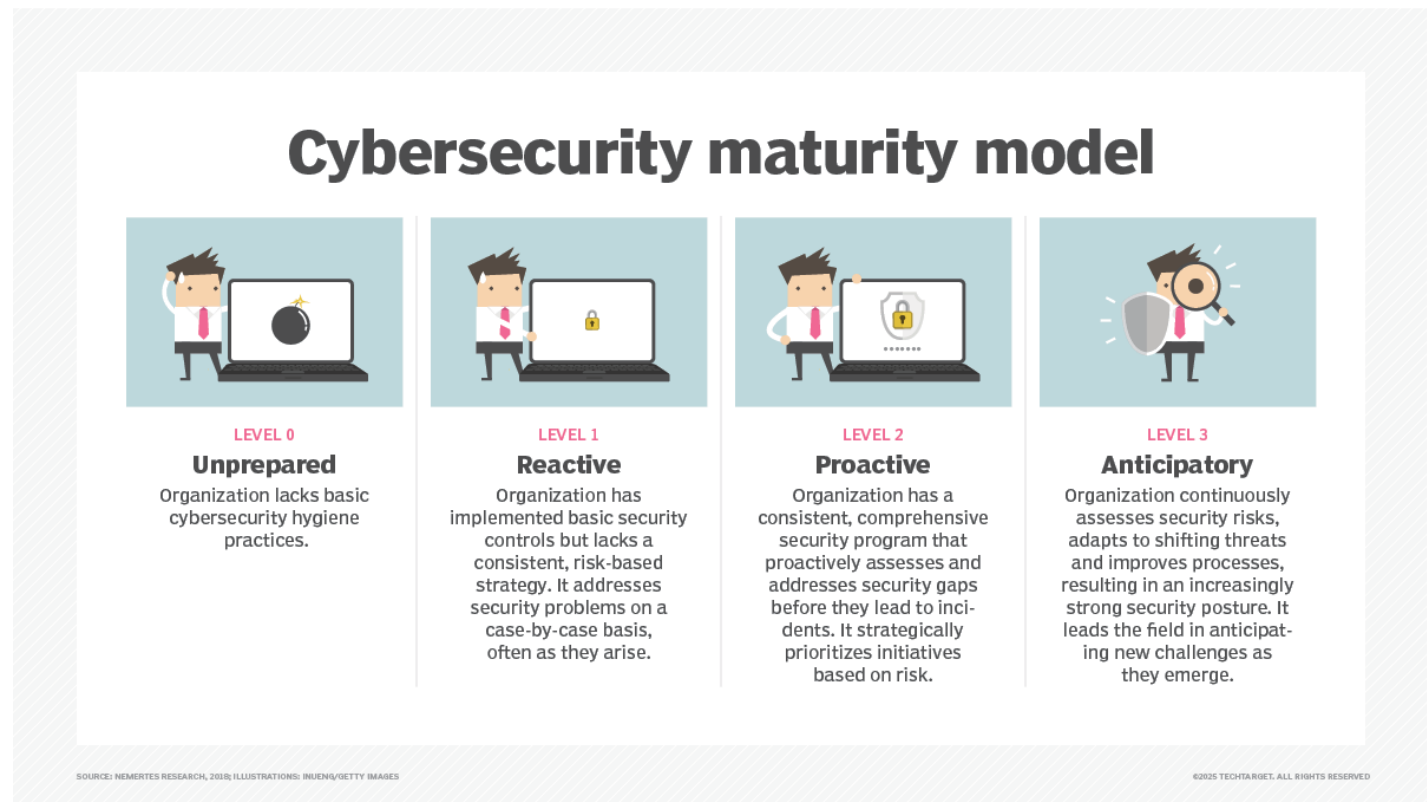 Cybersecurity maturity model
LEVEL 0
Unprepared
Organization lacks basic
cybersecurity hygiene
practices.
LEVEL 1
Reactive
Organization has
implemented basic security
controls but lacks a
consistent, risk-based
strategy. It addresses
security problems on a
case-by-case basis,
often as they arise.
LEVEL 2
Proactive
Organization has a
consistent, comprehensive
security program that
proactively assesses and
addresses security gaps
before they lead to inci-
dents. It strategically
prioritizes initiatives
based on risk.
LEVEL 3
Anticipatory
Organization continuously
assesses security risks,
adapts to shifting threats
and improves processes,
resulting in an increasingly
strong security posture. It
leads the field in anticipat-
ing new challenges as
they emerge.
SOURCE: NEMERTES RESEARCH, 2018; ILLUSTRATIONS: INUENG/GETTY IMAGES
©2025 TECHTARGET. ALL RIGHTS RESERVED